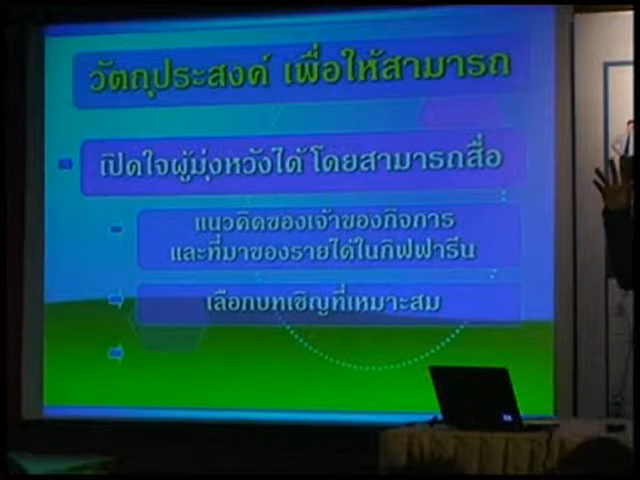 วัตถุประสงค์ เพื่อให้สามารถ
เปิดใจผู้มุ่งหวังได้ โดยสามารถสื่อ
แนวคิดของเจ้าของกิจการ
และที่มาของรายได้ในกิฟฟารีน
เลือกบทเชิญที่เหมาะสม